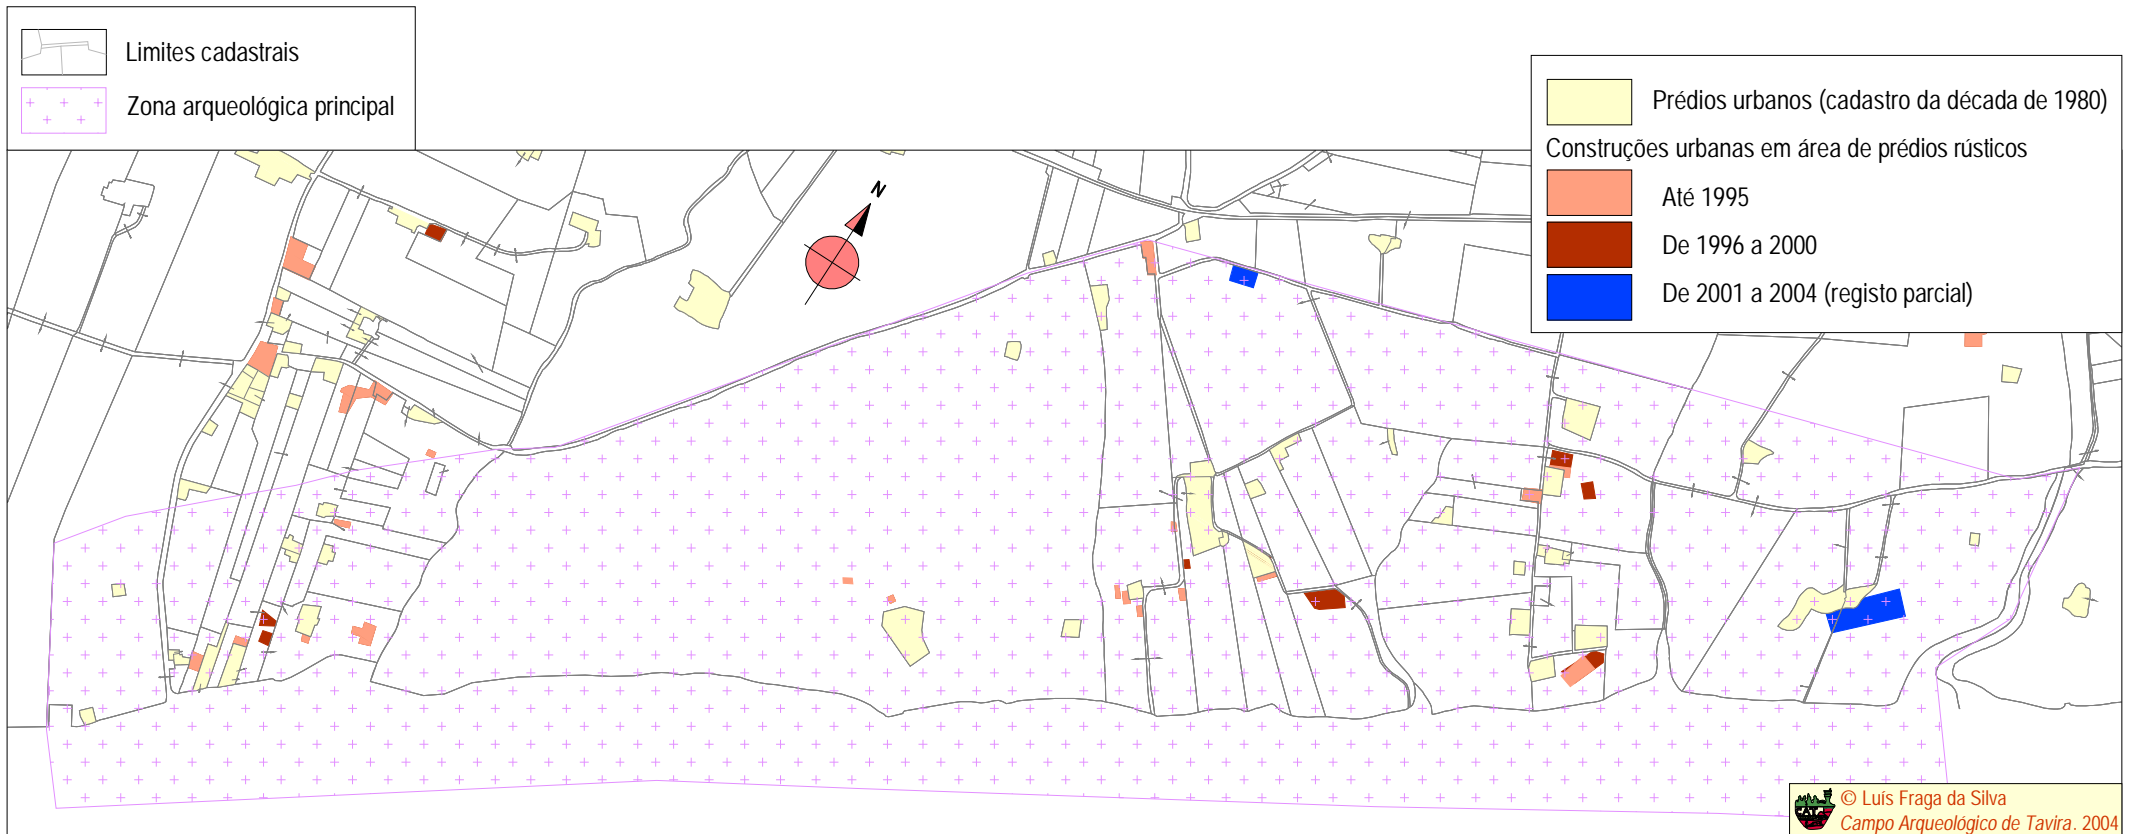 Limites cadastrais
Zona arqueológica principal
Prédios urbanos (cadastro da década de 1980)
Construções urbanas em área de prédios rústicos
Até 1995
De 1996 a 2000
De 2001 a 2004 (registo parcial)
N
© Luís Fraga da Silva
Campo Arqueológico de Tavira. 2004